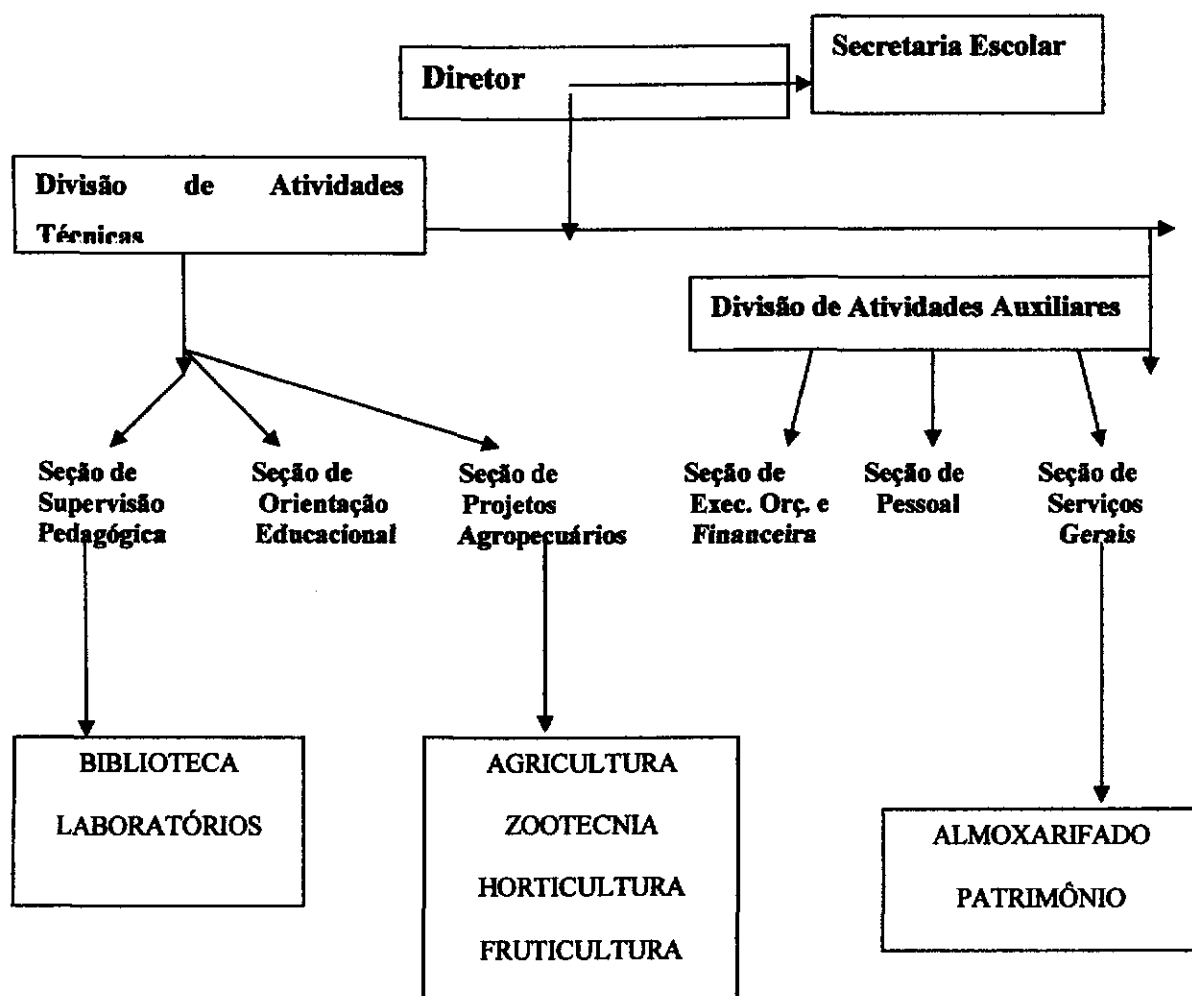 Diretor
Secretaria Escolar
Divisão de Atividades
Técnicas
Divisão de Atividades Auxiliares
Seção de
Supervisão
Pedagógica
Seção de
Orientação
Educacional
Seção de
Projetos
Agropecuários
Seção de
Exec. Orç. e
Financeira
Seção de
Pessoal
Seção de
Serviços
Gerais
BIBLIOTECA
LABORATÓRIOS
AGRICULTURA
ZOOTECNIA
HORTICULTURA
FRUTICULTURA
ALMOXARIFADO
PATRIMÔNIO